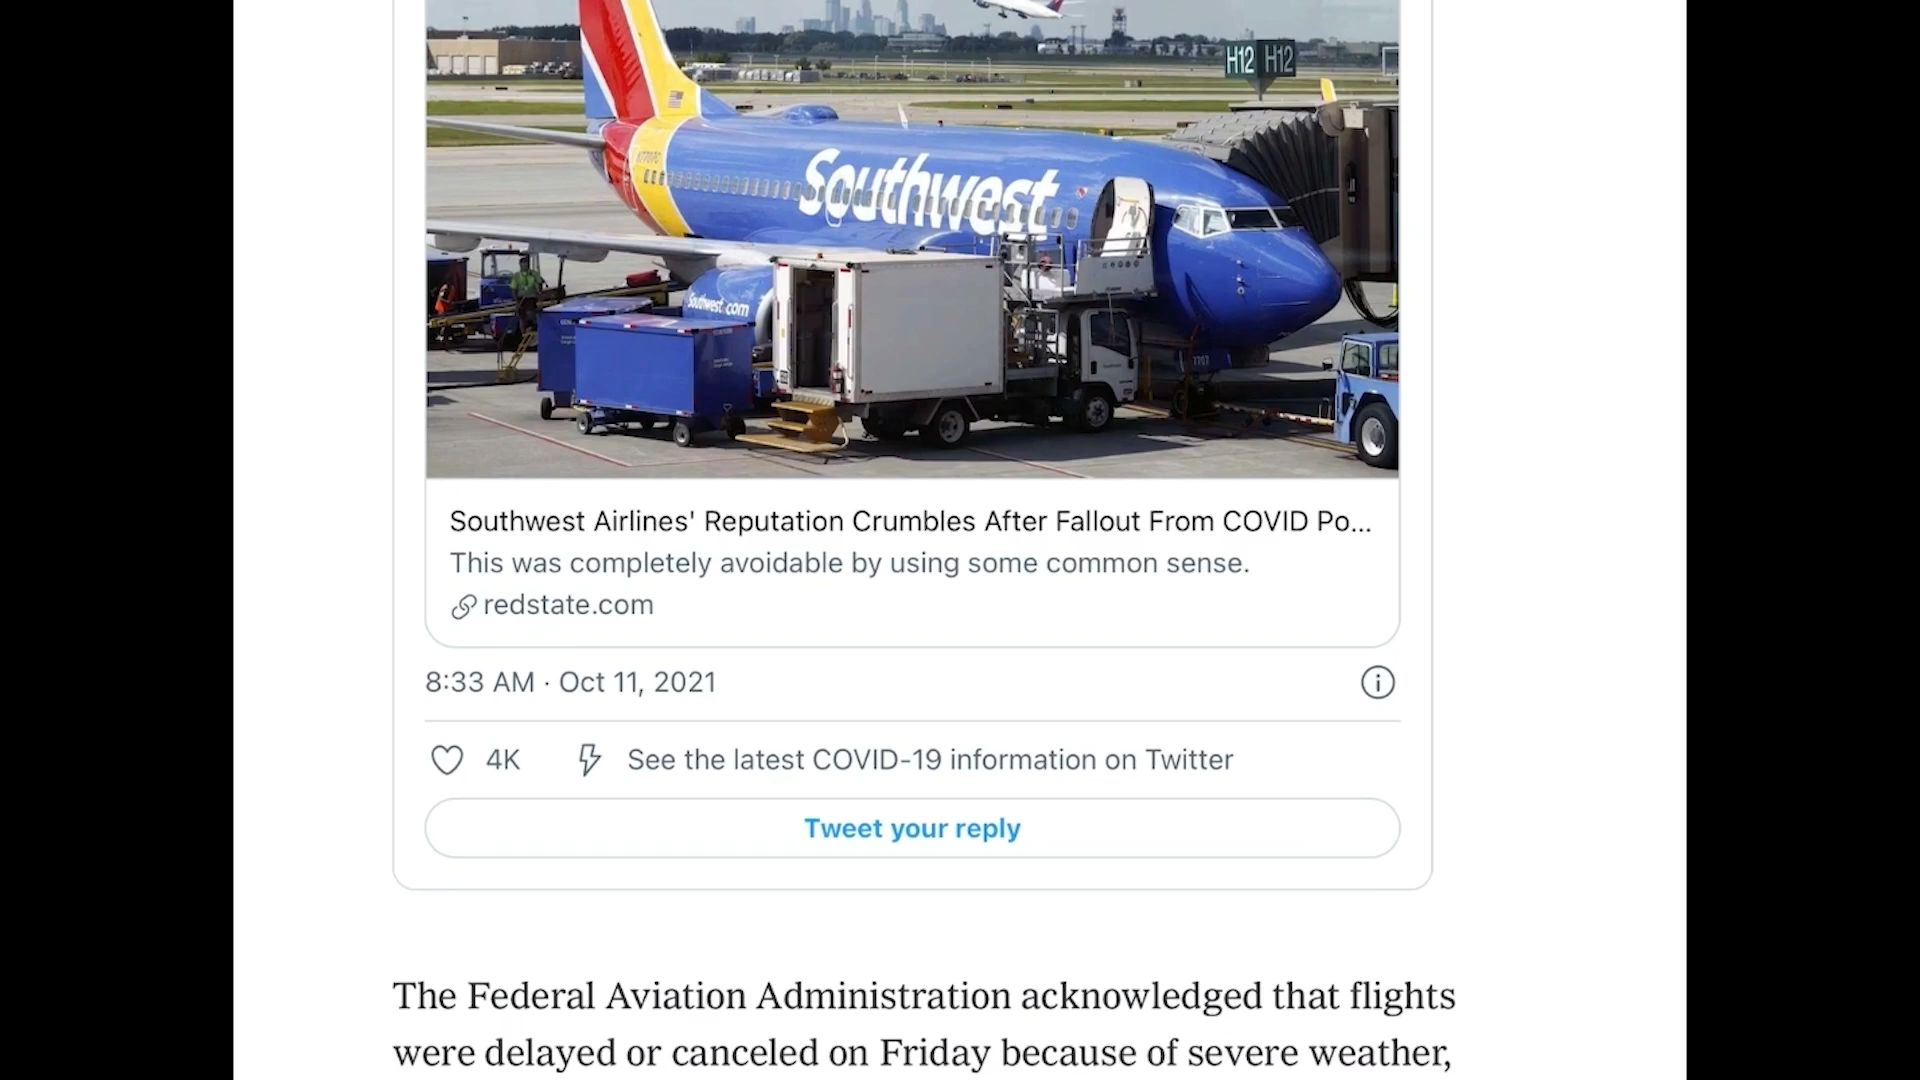 H12 H12
Southwest
Southwest.com
7707
Southwest Airlines' Reputation Crumbles After Fallout From COVID Po...
This was completely avoidable by using some common sense.
redstate.com
8:33 AM · Oct 11, 2021
4K See the latest COVID-19 information on Twitter
Tweet your reply
The Federal Aviation Administration acknowledged that flights
were delayed or canceled on Friday because of severe weather,